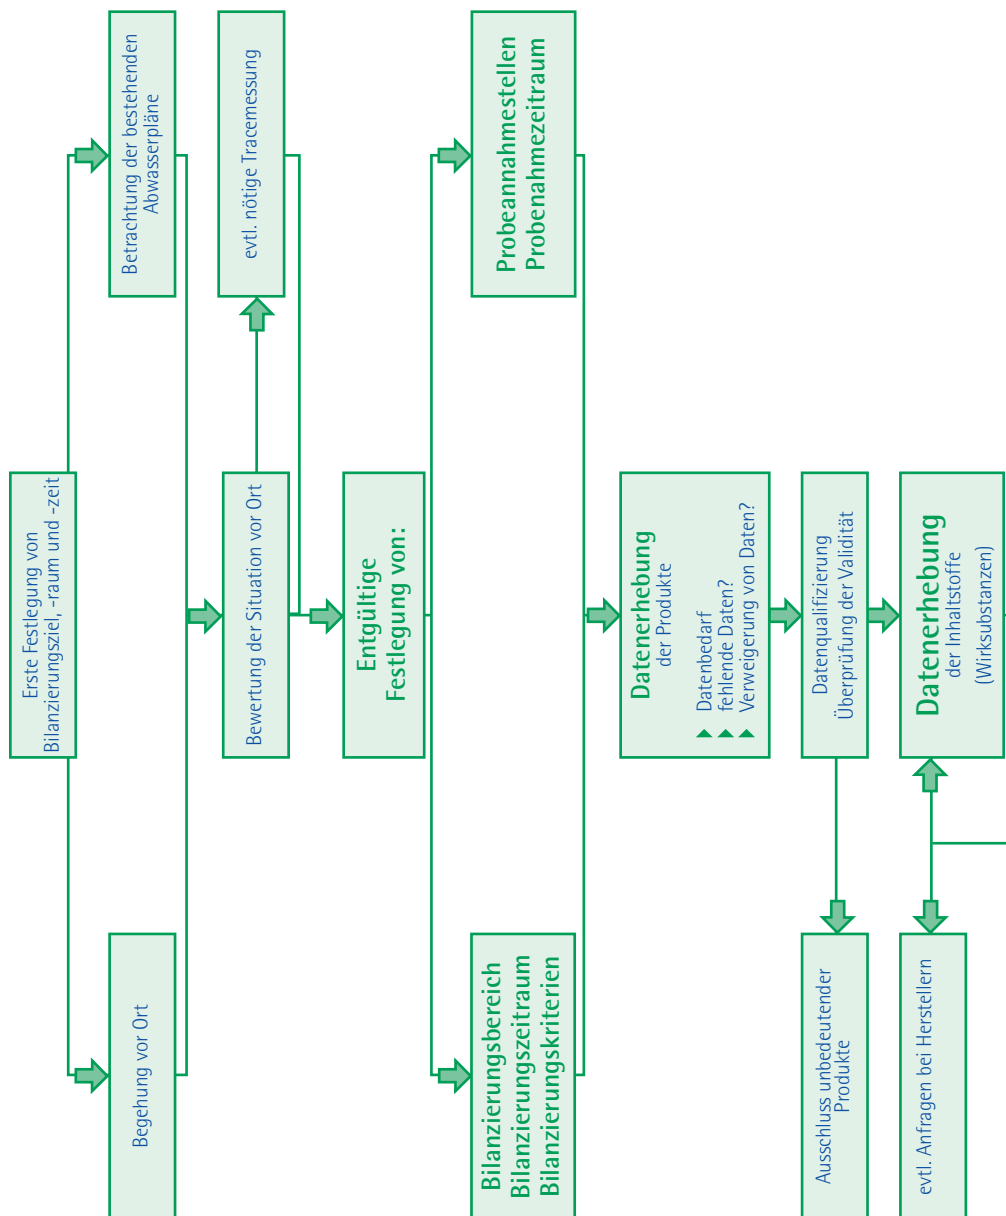 Erste Festlegung von
Bilanzierungsziel, -raum und -zeit
Begehung vor Ort
Betrachtung der bestehenden
Abwasserpläne
Bewertung der Situation vor Ort
evtl. nötige Tracemessung
Entgültige
Festlegung von:
Bilanzierungsbereich
Bilanzierungszeitraum
Bilanzierungskriterien
Probeannahmestellen
Probenahmezeitraum
Datenerhebung
der Produkte
Datenbedarf
fehlende Daten?
Verweigerung von Daten?
Datenqualifizierung
Überprüfung der Validität
Ausschluss unbedeutender
Produkte
Datenerhebung
der Inhaltstoffe
(Wirksubstanzen)
evtl. Anfragen bei Herstellern